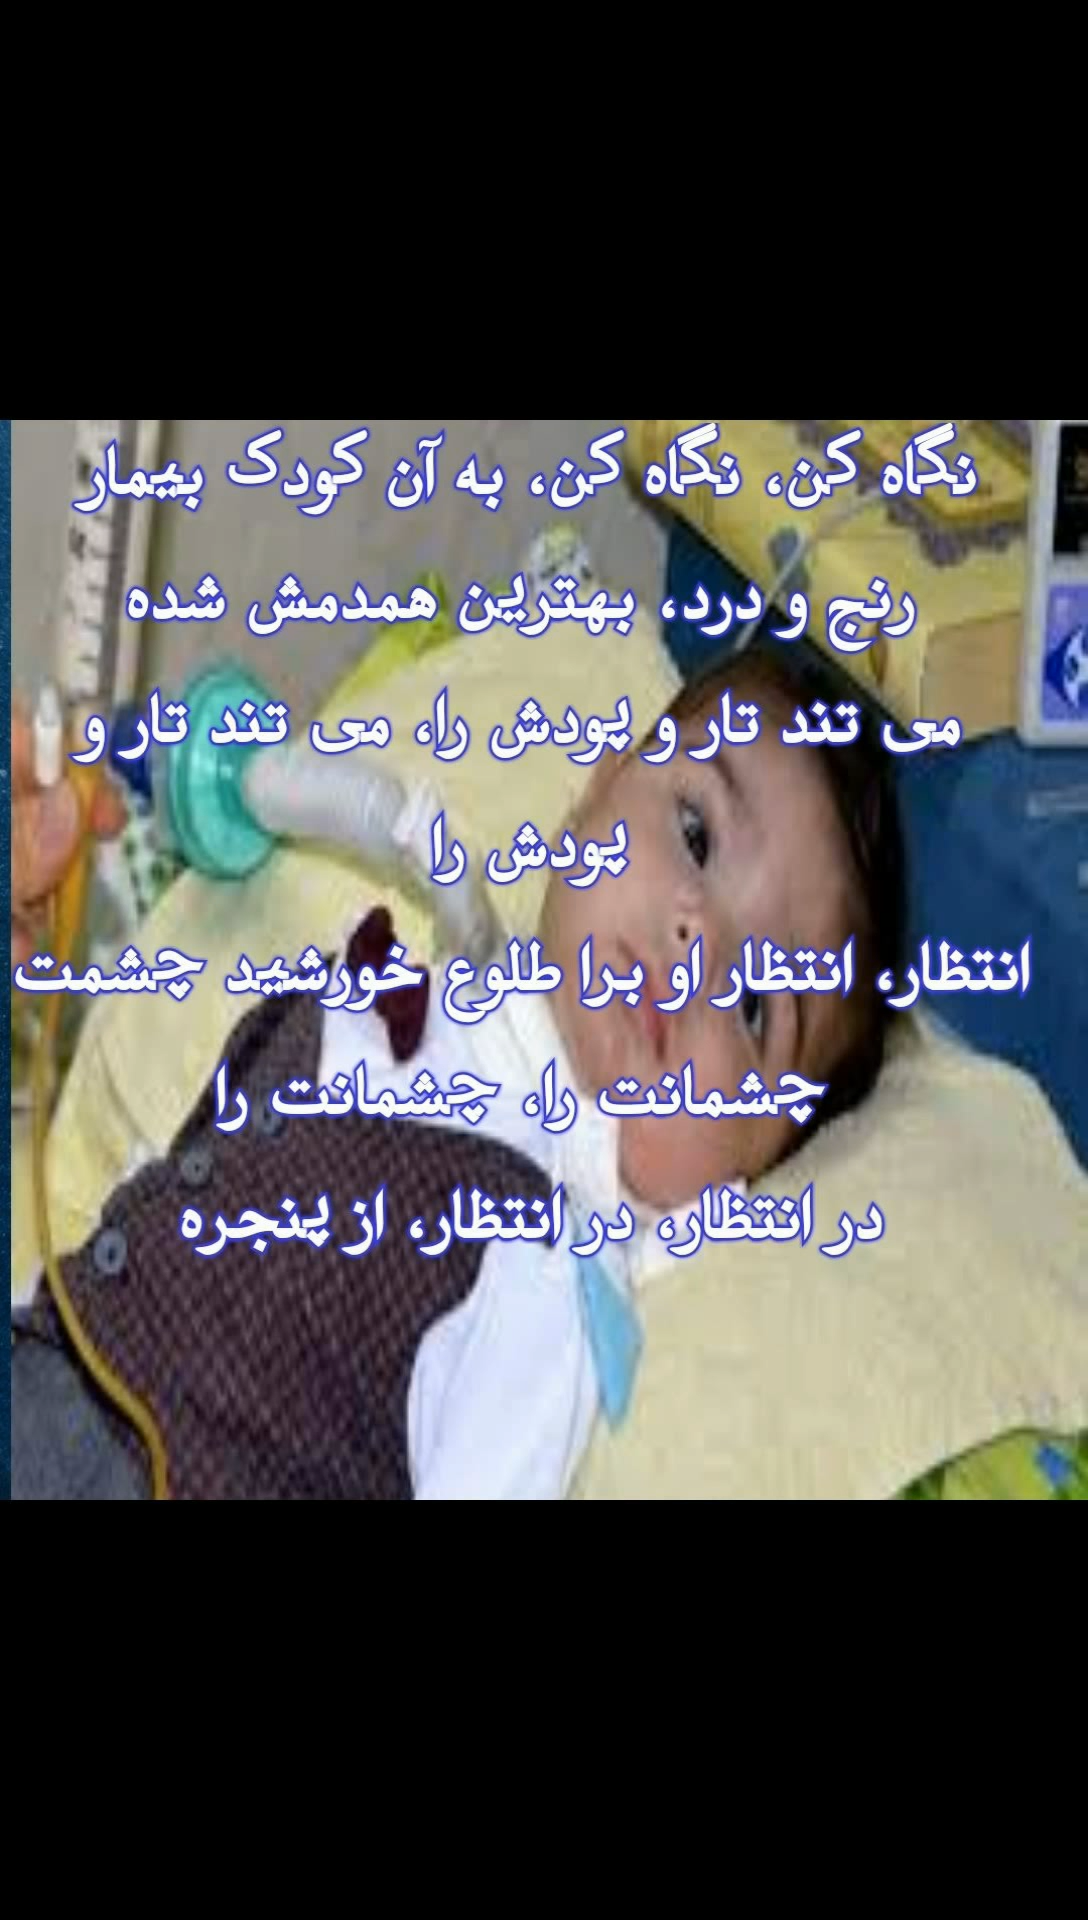 نگاه کن، نگاه کن، به آن کودک بیمار
رنج و درد، بهترین همدمش شده
می تند تار و پودش را، می تند تار و
پودش را
انتظار، انتظار او برا طلوع خورشید چشمت
چشمانت را، چشمانت را
در انتظار، در انتظار، از پنجره